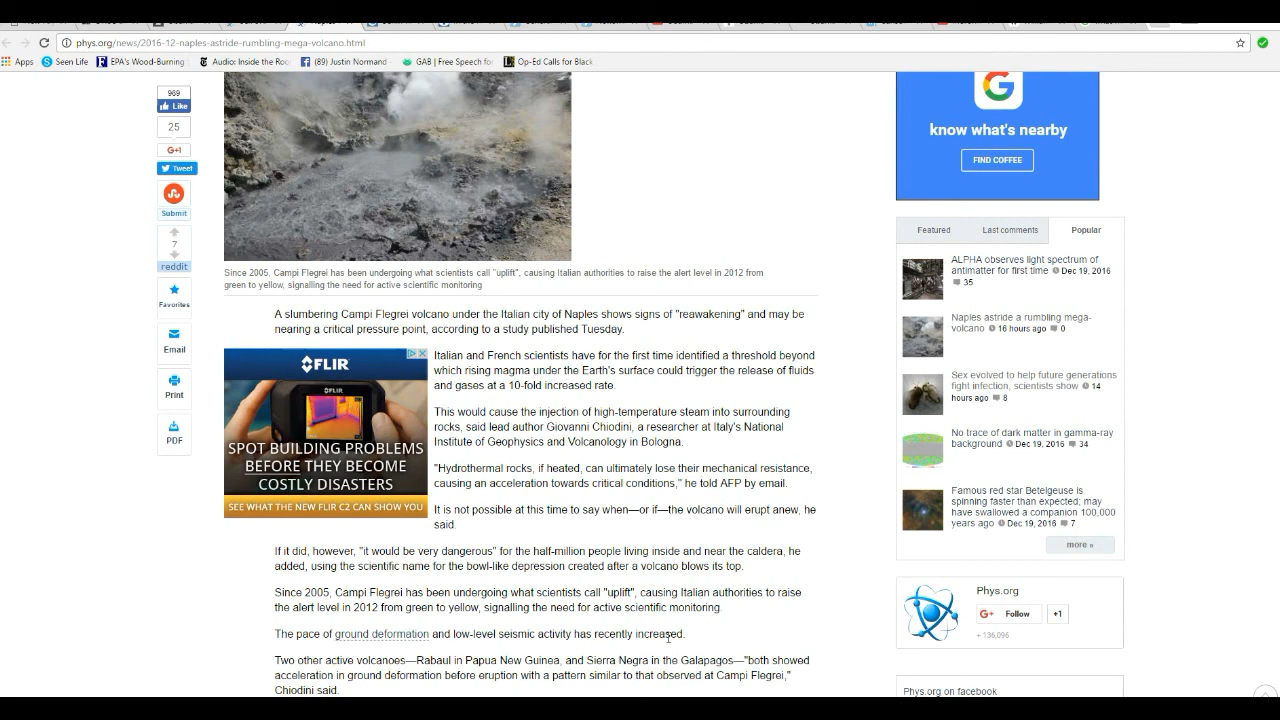 phys.org/news/2016-12-naples-astride-rumbling-mega-volcano.html
Apps Seen Life EPA's Wood-Burning Audio: Inside the Roo (89) Justin Normand GAB | Free Speech fo Op-Ed Calls for Black
969
Like
25
G+1
Tweet
Submit
7
reddit
Favorites
Email
Print
PDF
Since 2005, Campi Flegrei has been undergoing what scientists call "uplift", causing Italian authorities to raise the alert level in 2012 from
green to yellow, signalling the need for active scientific monitoring
A slumbering Campi Flegrei volcano under the Italian city of Naples shows signs of "reawakening" and may be
nearing a critical pressure point, according to a study published Tuesday.
FLIR
FLIR
SPOT BUILDING PROBLEMS
BEFORE THEY BECOME
COSTLY DISASTERS
SEE WHAT THE NEW FLIR C2 CAN SHOW YOU
Italian and French scientists have for the first time identified a threshold beyond
which rising magma under the Earth's surface could trigger the release of fluids
and gases at a 10-fold increased rate.
This would cause the injection of high-temperature steam into surrounding
rocks, said lead author Giovanni Chiodini, a researcher at Italy's National
Institute of Geophysics and Volcanology in Bologna.
"Hydrothermal rocks, if heated, can ultimately lose their mechanical resistance,
causing an acceleration towards critical conditions," he told AFP by email.
It is not possible at this time to say when—or if—the volcano will erupt anew, he
said.
If it did, however, "it would be very dangerous" for the half-million people living inside and near the caldera, he
added, using the scientific name for the bowl-like depression created after a volcano blows its top.
Since 2005, Campi Flegrei has been undergoing what scientists call "uplift", causing Italian authorities to raise
the alert level in 2012 from green to yellow, signalling the need for active scientific monitoring.
The pace of ground deformation and low-level seismic activity has recently increased.
Two other active volcanoes—Rabaul in Papua New Guinea, and Sierra Negra in the Galapagos—"both showed
acceleration in ground deformation before eruption with a pattern similar to that observed at Campi Flegrei,"
Chiodini said.
G
know what's nearby
FIND COFFEE
Featured Last comments Popular
ALPHA observes light spectrum of
antimatter for first time Dec 19, 2016
35
Naples astride a rumbling mega-
volcano 16 hours ago 0
Sex evolved to help future generations
fight infection, scientists show 14
hours ago 8
No trace of dark matter in gamma-ray
background Dec 19, 2016 34
Famous red star Betelgeuse is
spinning faster than expected; may
have swallowed a companion 100,000
years ago Dec 19, 2016 7
more »
Phys.org
G+ Follow +1
+ 136,096
Phys.org on facebook